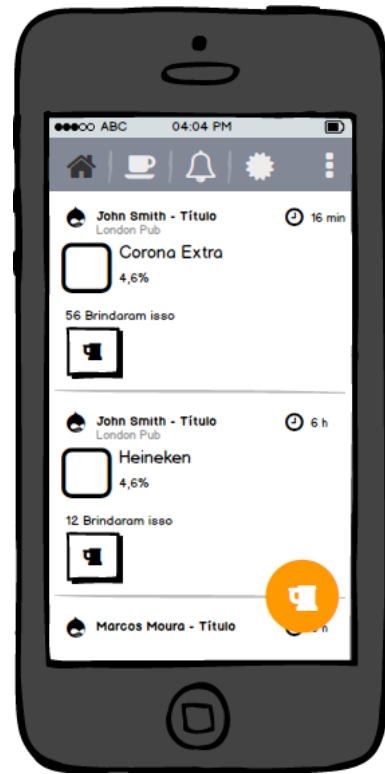 ABC 04:04 PM
John Smith - Título 16 min
London Pub
Corona Extra
4,6%
56 Brindaram isso
John Smith - Título 6 h
London Pub
Heineken
4,6%
12 Brindaram isso
Marcos Moura - Título h